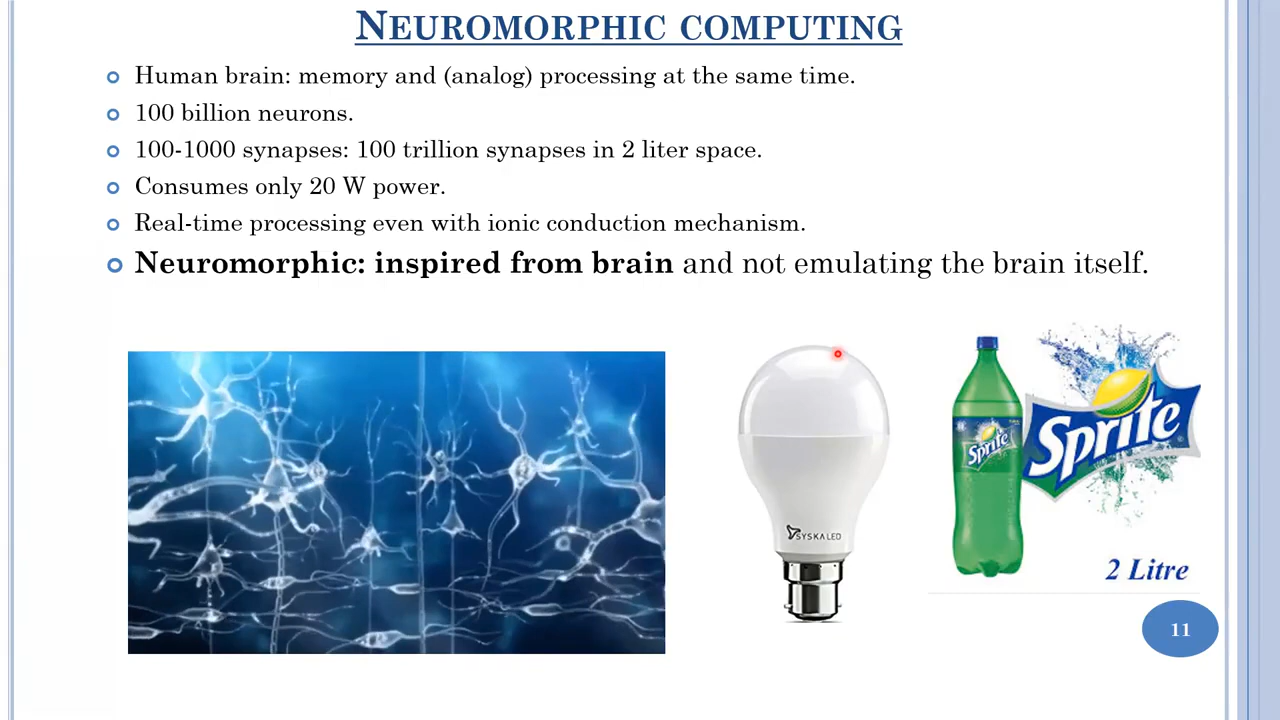 NEUROMORPHIC COMPUTING
Human brain: memory and (analog) processing at the same time.
100 billion neurons.
100-1000 synapses: 100 trillion synapses in 2 liter space.
Consumes only 20 W power.
Real-time processing even with ionic conduction mechanism.
Neuromorphic: inspired from brain and not emulating the brain itself.
SYSKA LED
Sprite
Sprite
2 Litre
11